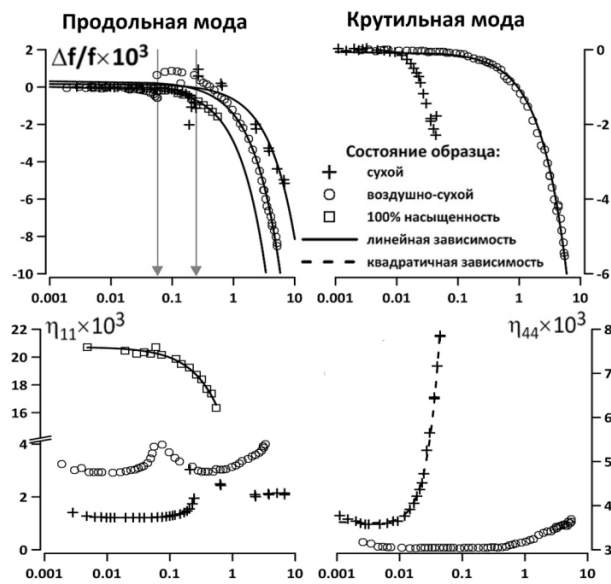 Продольная мода
Крутильная мода
Δf/f×10³
2
0
-2
-4
-6
-8
-10
0.001 0.01 0.1 1 10
0
-2
-4
-6
0.001 0.01 0.1 1 10
Состояние образца:
сухой
воздушно-сухой
100% насыщенность
линейная зависимость
квадратичная зависимость
η₁₁×10³
22
20
18
16
4
2
0
0.001 0.01 0.1 1 10
η₄₄×10³
8
7
6
5
4
3
0.001 0.01 0.1 1 10